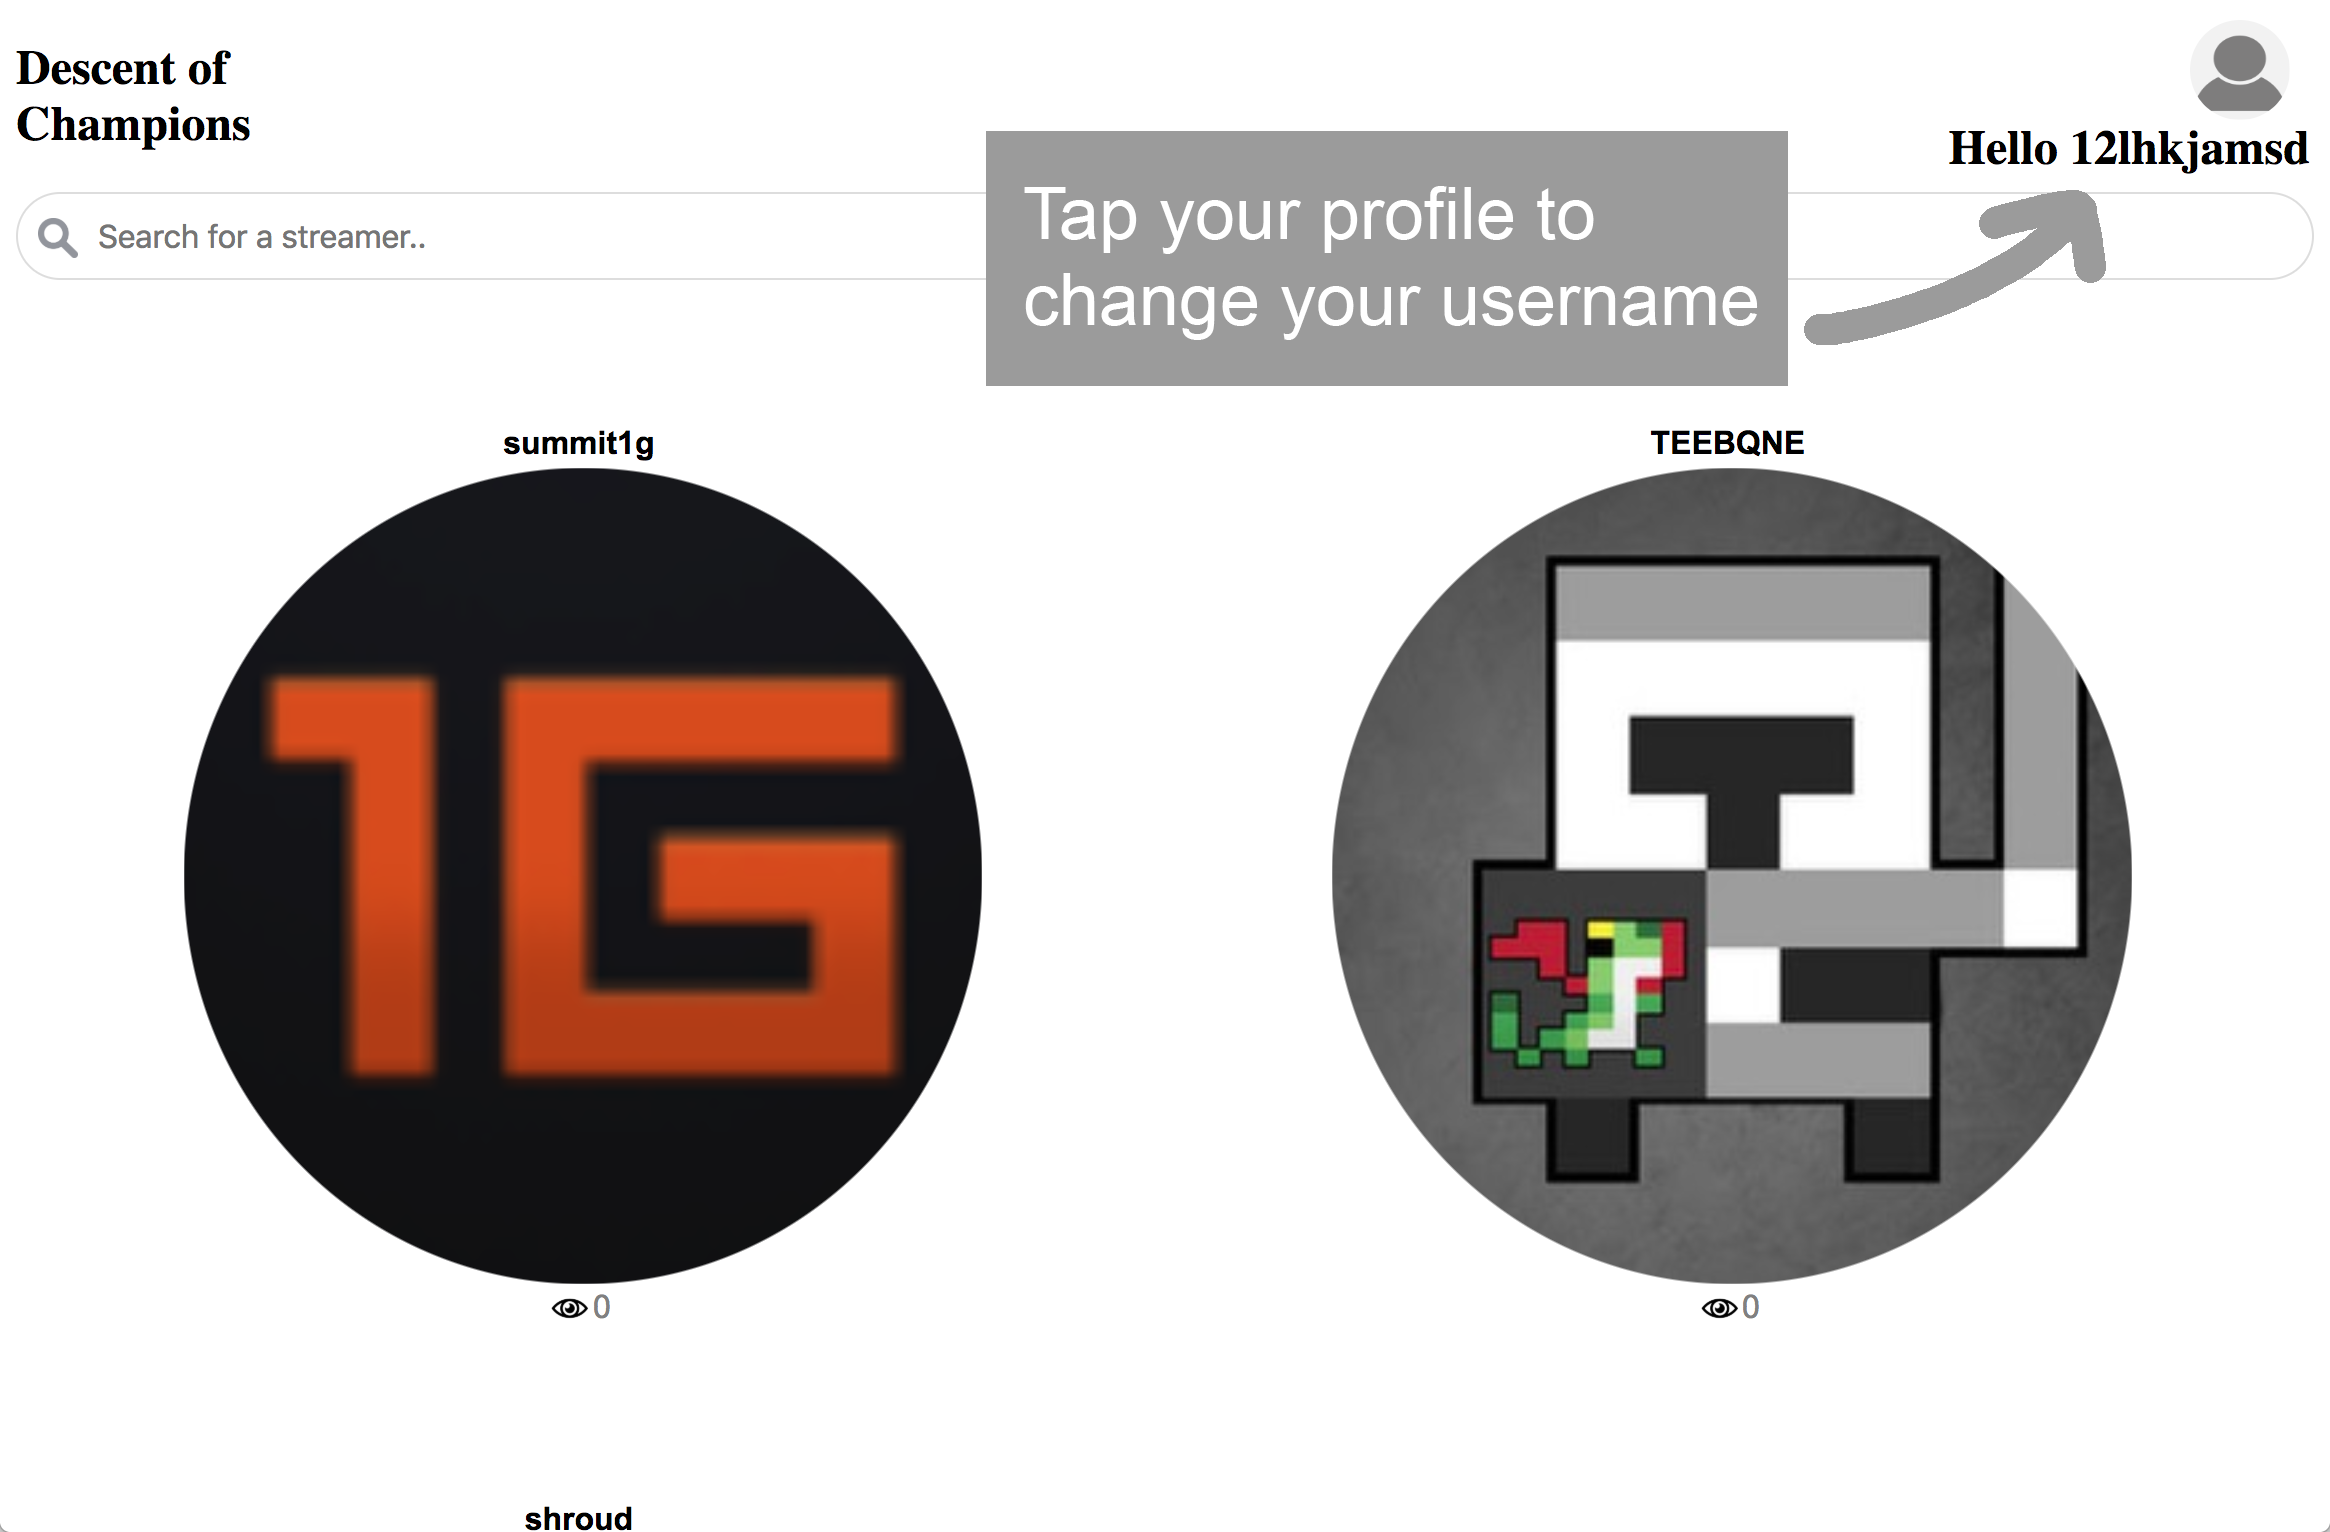 Descent of
Champions
Hello 12lhkjamsd
Search for a streamer..
Tap your profile to
change your username
summit1g
TEEBQNE
1G
0
0
shroud